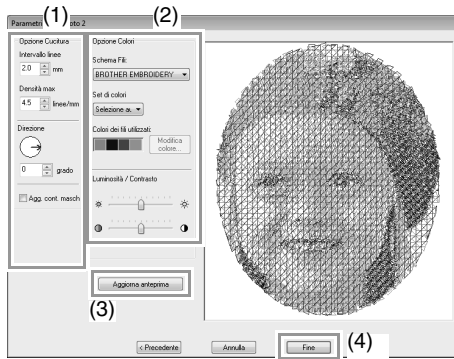 (1)
(2)
Parametri
oto 2
Opzione Cucitura
Intervallo linee
2.0 mm
Densità max
4.5 linee/mm
Direzione
0 grado
Agg. cont. masch
Opzione Colori
Schema Fili:
BROTHER EMBROIDERY
Set di colori
Selezione au
Colori dei fili utilizzati:
Modifica
colore...
Luminosità / Contrasto
Aggiorna anteprima
(3)
(4)
< Precedente
Annulla
Fine